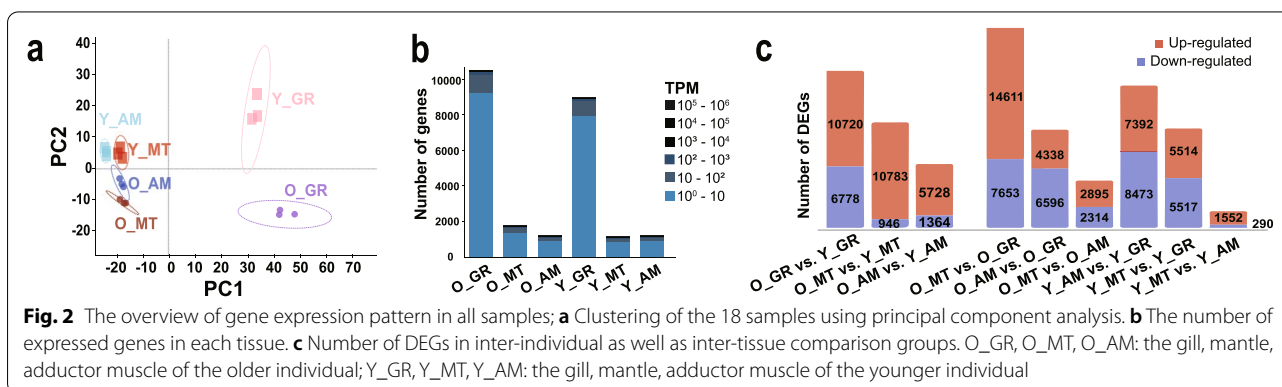 a
40
30
20
10
0
-10
-20
PC2
Y_GR
Y_AM
Y_MT
O_AM
O_GR
O_MT
-20 -10 0 10 20 30 40 50 60 70
PC1
b
Number of genes
10000
8000
6000
4000
2000
0
O_GR
O_MT
O_AM
Y_GR
Y_MT
Y_AM
TPM
10⁵ - 10⁶
10⁴ - 10⁵
10³ - 10⁴
10² - 10³
10 - 10²
10⁰ - 10
c
Up-regulated
Down-regulated
Number of DEGs
10720
6778
10783
946
5728
1364
14611
7653
4338
6596
2895
2314
7392
8473
5514
5517
1552
290
O_GR vs. Y_GR
O_MT vs. Y_MT
O_AM vs. Y_AM
O_MT vs. O_GR
O_AM vs. O_GR
O_MT vs. O_AM
Y_AM vs. Y_GR
Y_MT vs. Y_GR
Y_MT vs. Y_AM
Fig. 2 The overview of gene expression pattern in all samples; a Clustering of the 18 samples using principal component analysis. b The number of
expressed genes in each tissue. c Number of DEGs in inter-individual as well as inter-tissue comparison groups. O_GR, O_MT, O_AM: the gill, mantle,
adductor muscle of the older individual; Y_GR, Y_MT, Y_AM: the gill, mantle, adductor muscle of the younger individual